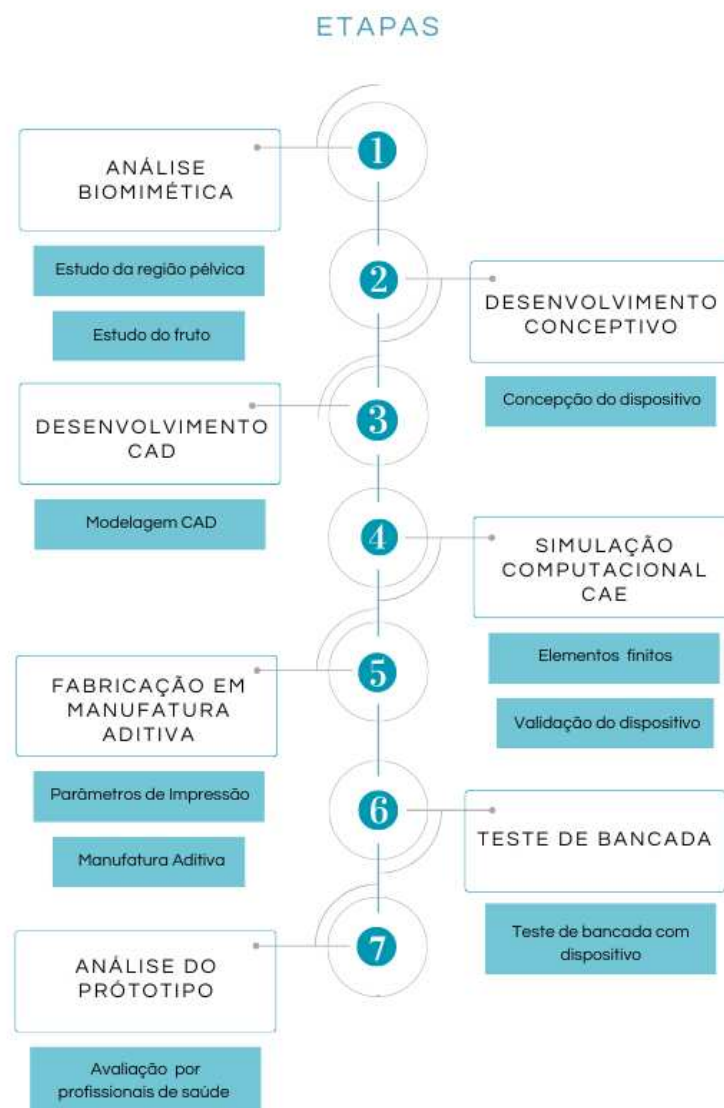 ETAPAS
1
ANÁLISE
BIOMIMÉTICA
Estudo da região pélvica
Estudo do fruto
2
DESENVOLVIMENTO
CONCEPTIVO
Concepção do dispositivo
3
DESENVOLVIMENTO
CAD
Modelagem CAD
4
SIMULAÇÃO
COMPUTACIONAL
CAE
Elementos finitos
Validação do dispositivo
5
FABRICAÇÃO EM
MANUFATURA
ADITIVA
Parâmetros de Impressão
Manufatura Aditiva
6
TESTE DE BANCADA
Teste de bancada com
dispositivo
7
ANÁLISE DO
PRÓTOTIPO
Avaliação por
profissionais de saúde